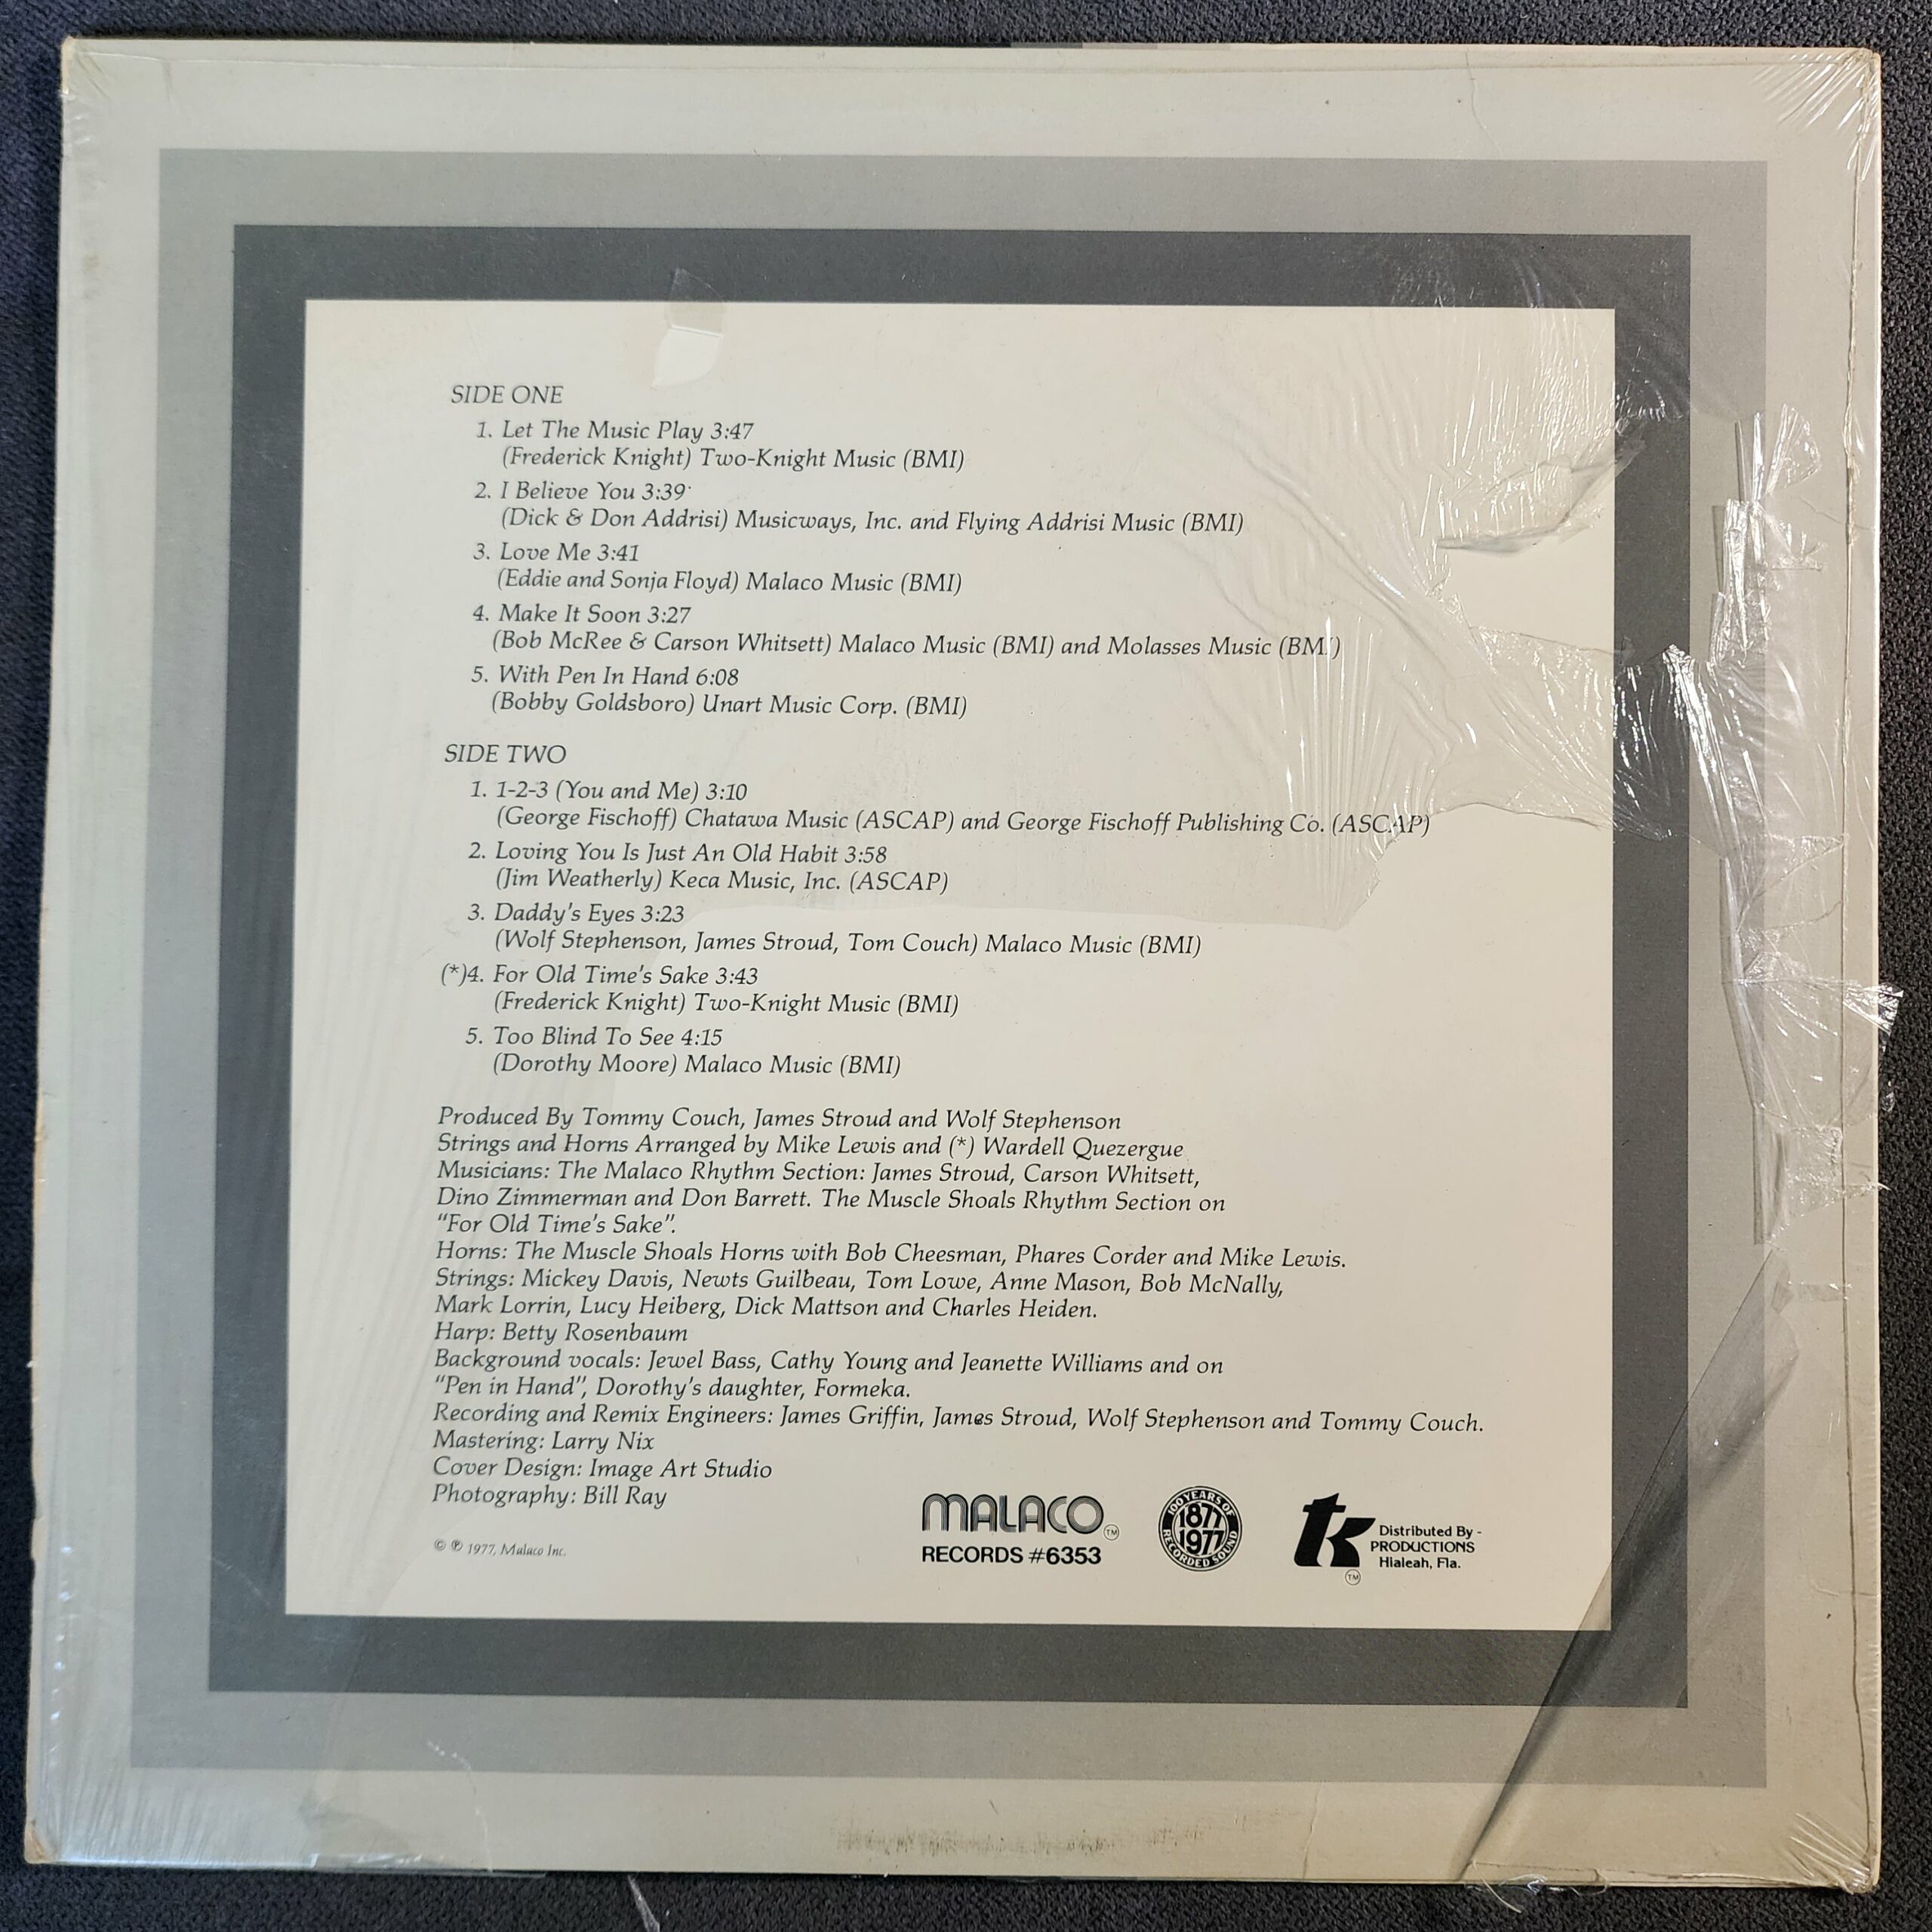 SIDE ONE
1. Let The Music Play 3:47
(Frederick Knight) Two-Knight Music (BMI)
2. I Believe You 3:39
(Dick & Don Addrisi) Musicways, Inc. and Flying Addrisi Music (BMI)
3. Love Me 3:41
(Eddie and Sonja Floyd) Malaco Music (BMI)
4. Make It Soon 3:27
(Bob McRee & Carson Whitsett) Malaco Music (BMI) and Molasses Music (BMI)
5. With Pen In Hand 6:08
(Bobby Goldsboro) Unart Music Corp. (BMI)
SIDE TWO
1. 1-2-3 (You and Me) 3:10
(George Fischoff) Chatawa Music (ASCAP) and George Fischoff Publishing Co. (ASCAP)
2. Loving You Is Just An Old Habit 3:58
(Jim Weatherly) Keca Music, Inc. (ASCAP)
3. Daddy's Eyes 3:23
(Wolf Stephenson, James Stroud, Tom Couch) Malaco Music (BMI)
(*)4. For Old Time's Sake 3:43
(Frederick Knight) Two-Knight Music (BMI)
5. Too Blind To See 4:15
(Dorothy Moore) Malaco Music (BMI)
Produced By Tommy Couch, James Stroud and Wolf Stephenson
Strings and Horns Arranged by Mike Lewis and (*) Wardell Quezergue
Musicians: The Malaco Rhythm Section: James Stroud, Carson Whitsett,
Dino Zimmerman and Don Barrett. The Muscle Shoals Rhythm Section on
"For Old Time's Sake".
Horns: The Muscle Shoals Horns with Bob Cheesman, Phares Corder and Mike Lewis.
Strings: Mickey Davis, Newts Guilbeau, Tom Lowe, Anne Mason, Bob McNally,
Mark Lorrin, Lucy Heiberg, Dick Mattson and Charles Heiden.
Harp: Betty Rosenbaum
Background vocals: Jewel Bass, Cathy Young and Jeanette Williams and on
"Pen in Hand", Dorothy's daughter, Formeka.
Recording and Remix Engineers: James Griffin, James Stroud, Wolf Stephenson and Tommy Couch.
Mastering: Larry Nix
Cover Design: Image Art Studio
Photography: Bill Ray
© ℗ 1977, Malaco Inc.
MALACO TM
RECORDS #6353
100 YEARS OF
1877
1977
RECORDED SOUND
tk TM
Distributed By -
PRODUCTIONS
Hialeah, Fla.